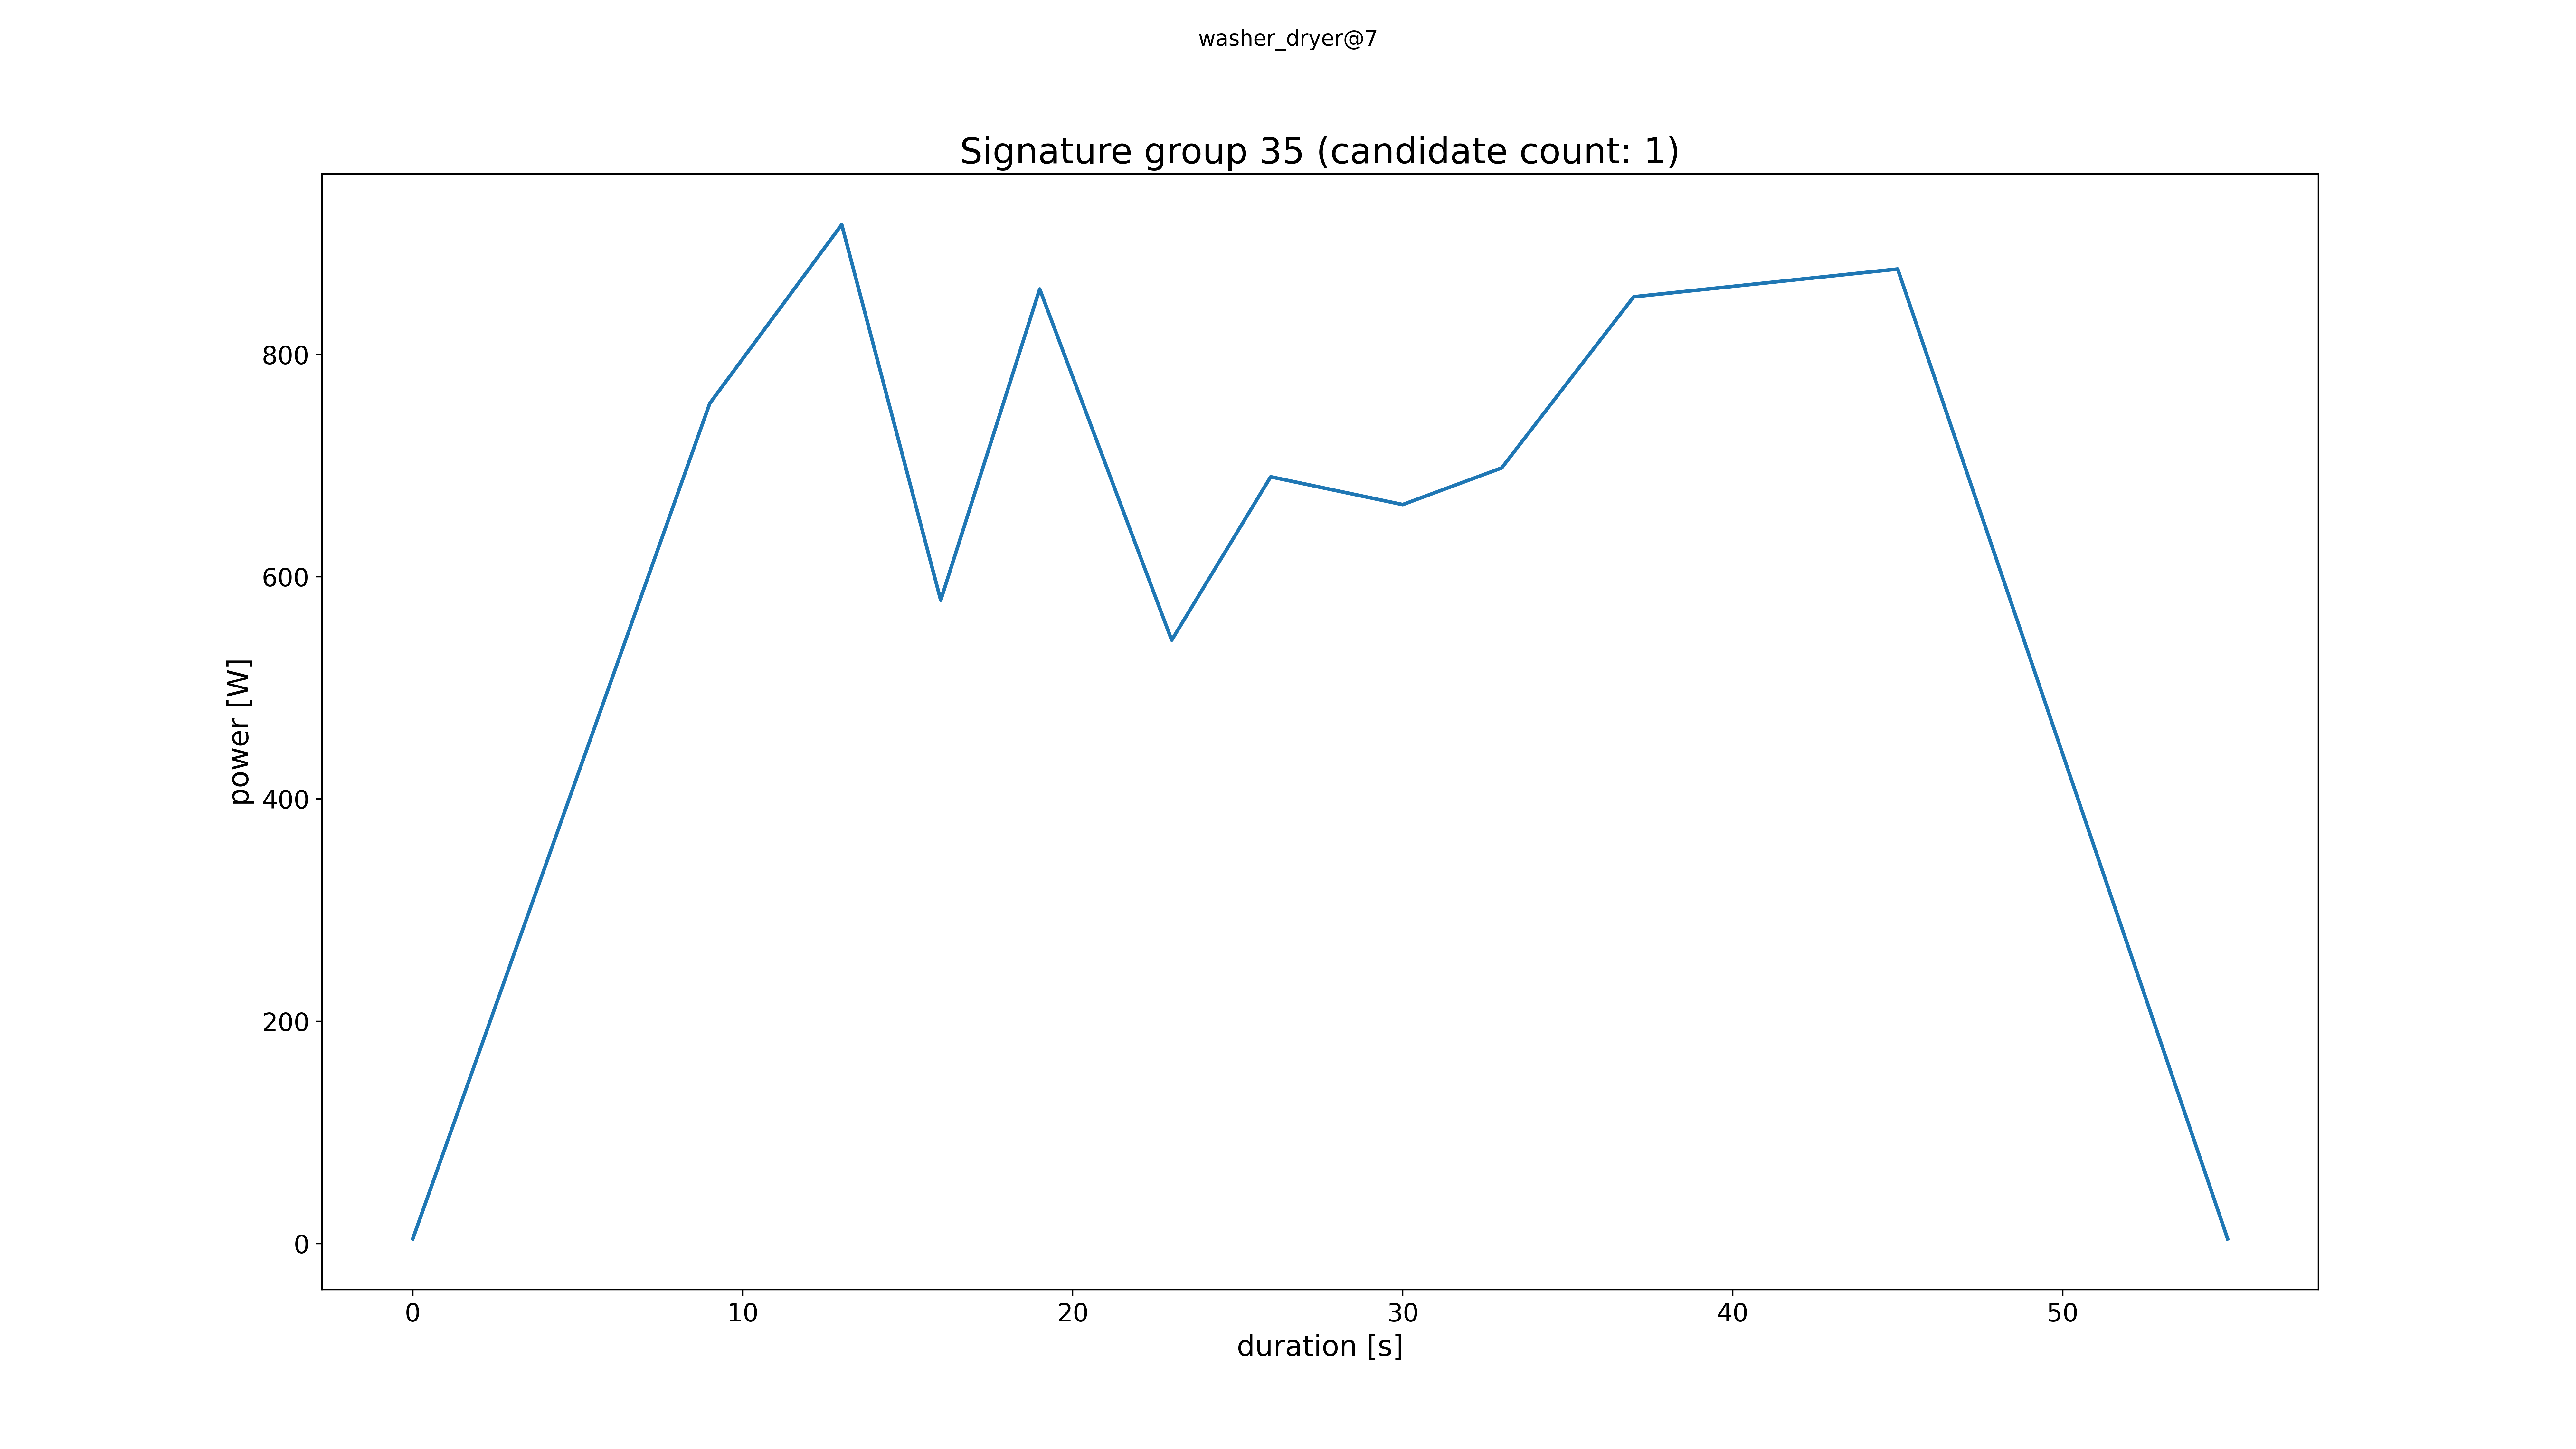 washer_dryer@7
Signature group 35 (candidate count: 1)
power [W]
800
600
400
200
0
0 10 20 30 40 50
duration [s]